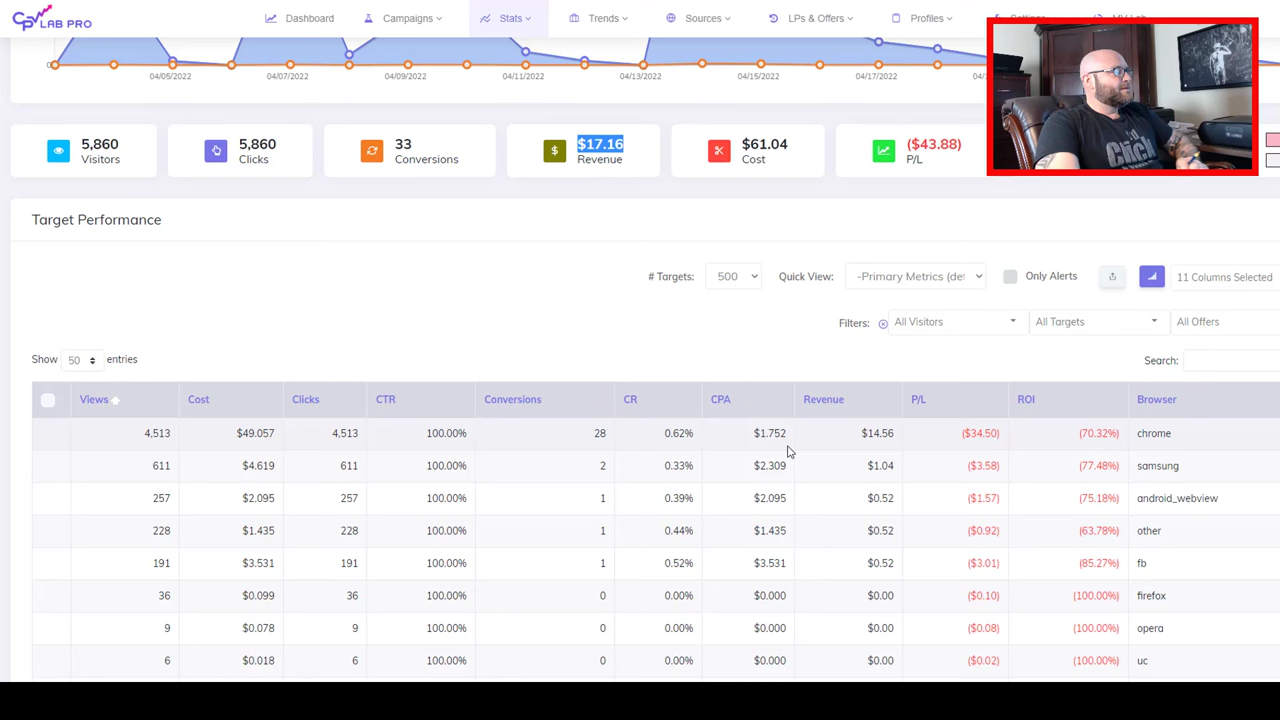 CPV LAB PRO
Dashboard
Campaigns
Stats
Trends
Sources
LPs & Offers
Profiles
0
04/05/2022 04/07/2022 04/09/2022 04/11/2022 04/13/2022 04/15/2022 04/17/2022
5,860
Visitors
5,860
Clicks
33
Conversions
$17.16
Revenue
$61.04
Cost
($43.88)
P/L
Target Performance
# Targets: 500 Quick View: -Primary Metrics (de Only Alerts 11 Columns Selected
Filters: All Visitors All Targets All Offers
Show 50 entries Search:
Views Cost Clicks CTR Conversions CR CPA Revenue P/L ROI Browser
4,513 $49.057 4,513 100.00% 28 0.62% $1.752 $14.56 ($34.50) (70.32%) chrome
611 $4.619 611 100.00% 2 0.33% $2.309 $1.04 ($3.58) (77.48%) samsung
257 $2.095 257 100.00% 1 0.39% $2.095 $0.52 ($1.57) (75.18%) android_webview
228 $1.435 228 100.00% 1 0.44% $1.435 $0.52 ($0.92) (63.78%) other
191 $3.531 191 100.00% 1 0.52% $3.531 $0.52 ($3.01) (85.27%) fb
36 $0.099 36 100.00% 0 0.00% $0.000 $0.00 ($0.10) (100.00%) firefox
9 $0.078 9 100.00% 0 0.00% $0.000 $0.00 ($0.08) (100.00%) opera
6 $0.018 6 100.00% 0 0.00% $0.000 $0.00 ($0.02) (100.00%) uc